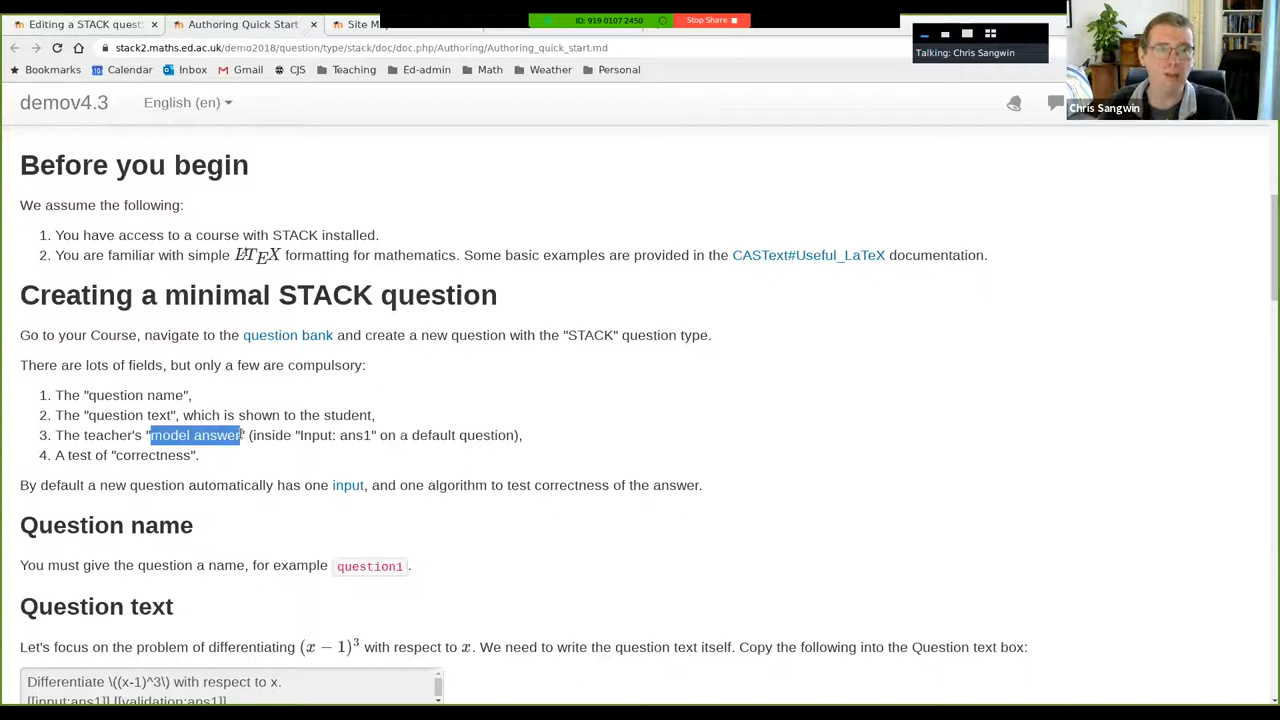 Editing a STACK ques
Authoring Quick Start
Site M
ID: 919 0107 2450
Stop Share
stack2.maths.ed.ac.uk/demo2018/question/type/stack/doc/doc.php/Authoring/Authoring_quick_start.md
Talking: Chris Sangwin
Bookmarks Calendar Inbox Gmail CJS Teaching Ed-admin Math Weather Personal
demov4.3 English (en)
Chris Sangwin
Before you begin
We assume the following:
1. You have access to a course with STACK installed.
2. You are familiar with simple LATEX formatting for mathematics. Some basic examples are provided in the CASText#Useful_LaTeX documentation.
Creating a minimal STACK question
Go to your Course, navigate to the question bank and create a new question with the "STACK" question type.
There are lots of fields, but only a few are compulsory:
1. The "question name",
2. The "question text", which is shown to the student,
3. The teacher's "model answer" (inside "Input: ans1" on a default question),
4. A test of "correctness".
By default a new question automatically has one input, and one algorithm to test correctness of the answer.
Question name
You must give the question a name, for example question1.
Question text
Let's focus on the problem of differentiating (x − 1)³ with respect to x. We need to write the question text itself. Copy the following into the Question text box:
Differentiate \((x-1)^3\) with respect to x.
[[input:ans1]] [[validation:ans1]]